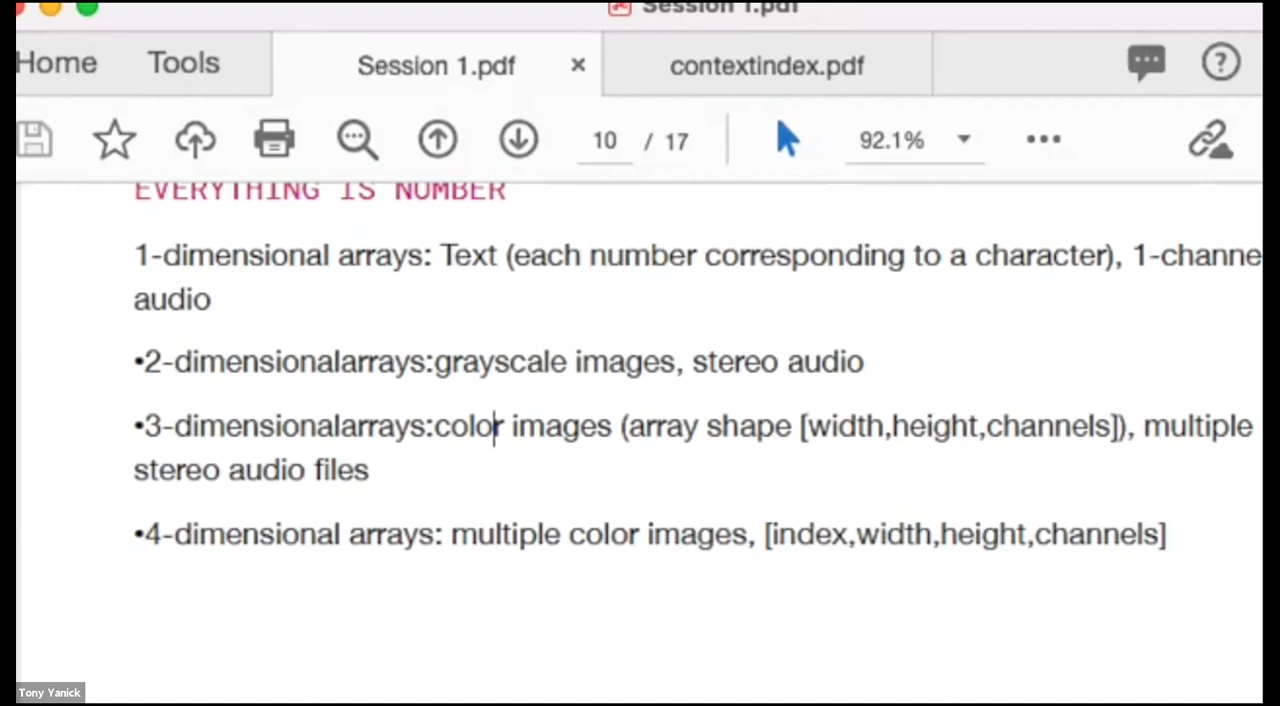 Session 1.pdf
Home Tools Session 1.pdf × contextindex.pdf
10 / 17 92.1%
EVERYTHING IS NUMBER
1-dimensional arrays: Text (each number corresponding to a character), 1-channe
audio
•2-dimensionalarrays:grayscale images, stereo audio
•3-dimensionalarrays:color images (array shape [width,height,channels]), multiple
stereo audio files
•4-dimensional arrays: multiple color images, [index,width,height,channels]
Tony Yanick